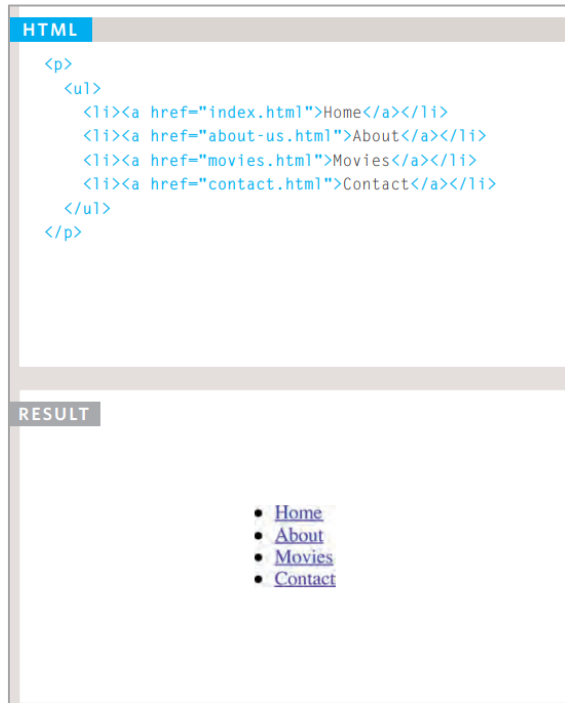 HTML
<p>
<ul>
<li><a href="index.html">Home</a></li>
<li><a href="about-us.html">About</a></li>
<li><a href="movies.html">Movies</a></li>
<li><a href="contact.html">Contact</a></li>
</ul>
</p>
RESULT
• Home
• About
• Movies
• Contact